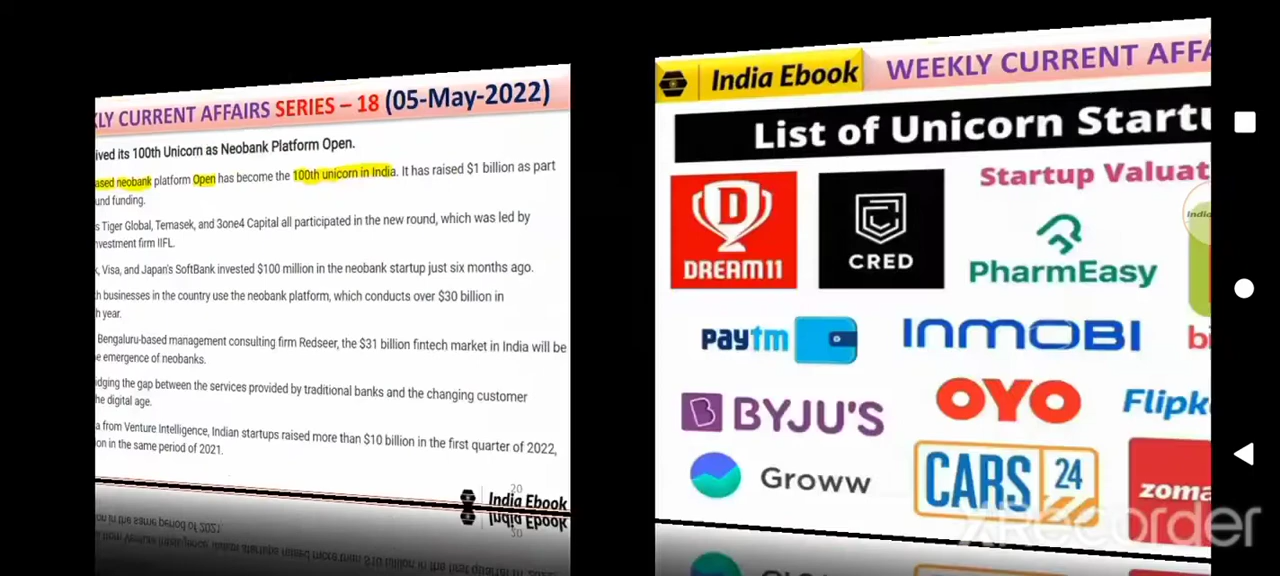 LY CURRENT AFFAIRS SERIES – 18 (05-May-2022)
ived its 100th Unicorn as Neobank Platform Open.
ased neobank platform Open has become the 100th unicorn in India. It has raised $1 billion as part
und funding.
s Tiger Global, Temasek, and 3one4 Capital all participated in the new round, which was led by
vestment firm IIFL.
, Visa, and Japan's SoftBank invested $100 million in the neobank startup just six months ago.
h businesses in the country use the neobank platform, which conducts over $30 billion in
h year.
Bengaluru-based management consulting firm Redseer, the $31 billion fintech market in India will be
e emergence of neobanks.
dging the gap between the services provided by traditional banks and the changing customer
he digital age.
a from Venture Intelligence, Indian startups raised more than $10 billion in the first quarter of 2022,
on in the same period of 2021.
20
India Ebook
India Ebook WEEKLY CURRENT AFFA
List of Unicorn Startu
Startup Valuat
India
D
DREAM11
CRED
PharmEasy
paytm
INMOBI
bi
B BYJU'S
OYO
Flipk
Groww
CARS 24
zoma
XRecorder